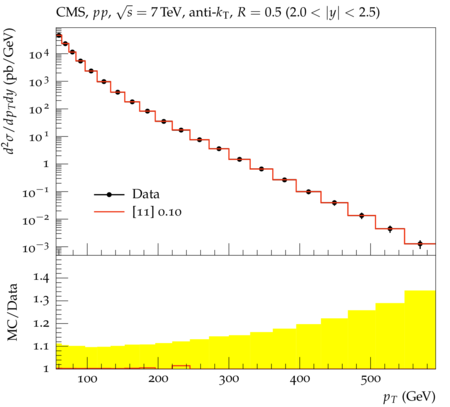 CMS, pp, √s = 7 TeV, anti-kT, R = 0.5 (2.0 < |y| < 2.5)
d²σ/dpTdy (pb/GeV)
10⁴
10³
10²
10¹
1
10⁻¹
10⁻²
10⁻³
Data
[11] 0.10
MC/Data
1.4
1.3
1.2
1.1
1
100 200 300 400 500
pT (GeV)